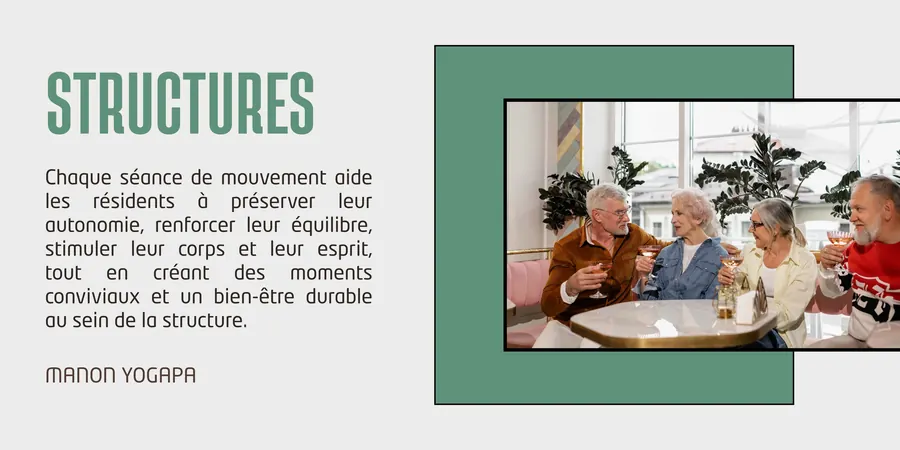 STRUCTURES
Chaque séance de mouvement aide
les résidents à préserver leur
autonomie, renforcer leur équilibre,
stimuler leur corps et leur esprit,
tout en créant des moments
conviviaux et un bien-être durable
au sein de la structure.
MANON YOGAPA